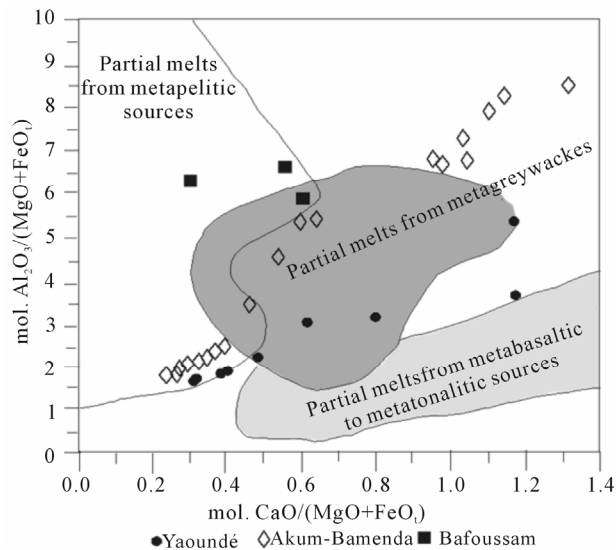 10
9
8
7
6
5
4
3
2
1
0
mol. Al₂O₃/(MgO+FeOₜ)
Partial melts
from metapelitic
sources
Partial melts from metagreywackes
Partial meltsfrom metabasaltic
to metatonalitic sources
0.0 0.2 0.4 0.6 0.8 1.0 1.2 1.4
mol. CaO/(MgO+FeOₜ)
Yaoundé Akum-Bamenda Bafoussam